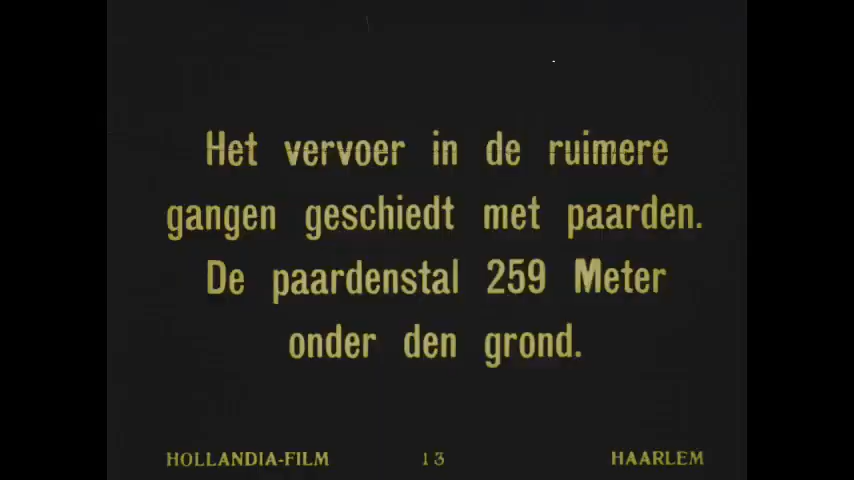 Het vervoer in de ruimere
gangen geschiedt met paarden.
De paardenstal 259 Meter
onder den grond.
HOLLANDIA-FILM 13 HAARLEM